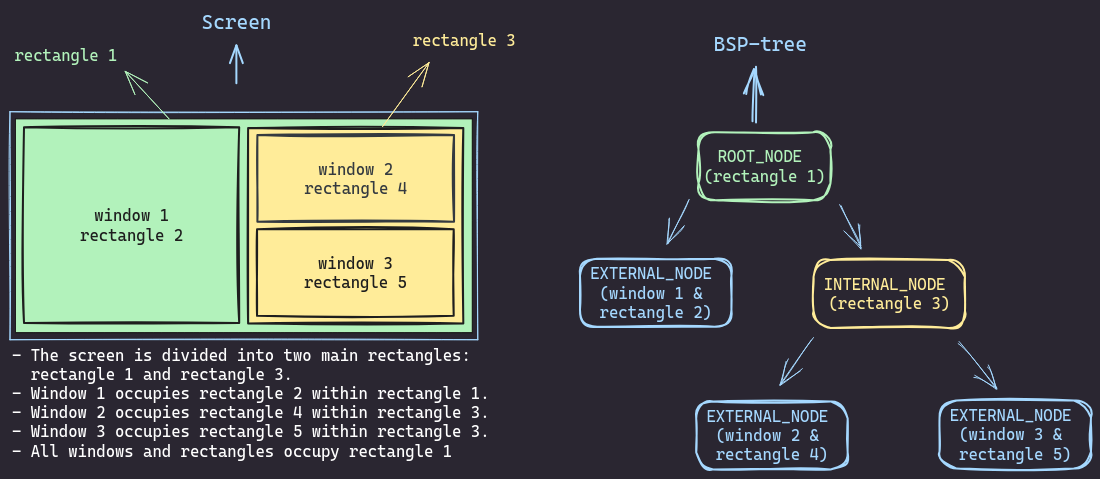 Screen
rectangle 1
rectangle 3
window 1
rectangle 2
window 2
rectangle 4
window 3
rectangle 5
- The screen is divided into two main rectangles:
rectangle 1 and rectangle 3.
- Window 1 occupies rectangle 2 within rectangle 1.
- Window 2 occupies rectangle 4 within rectangle 3.
- Window 3 occupies rectangle 5 within rectangle 3.
- All windows and rectangles occupy rectangle 1
BSP-tree
ROOT_NODE
(rectangle 1)
EXTERNAL_NODE
(window 1 &
rectangle 2)
INTERNAL_NODE
(rectangle 3)
EXTERNAL_NODE
(window 2 &
rectangle 4)
EXTERNAL_NODE
(window 3 &
rectangle 5)